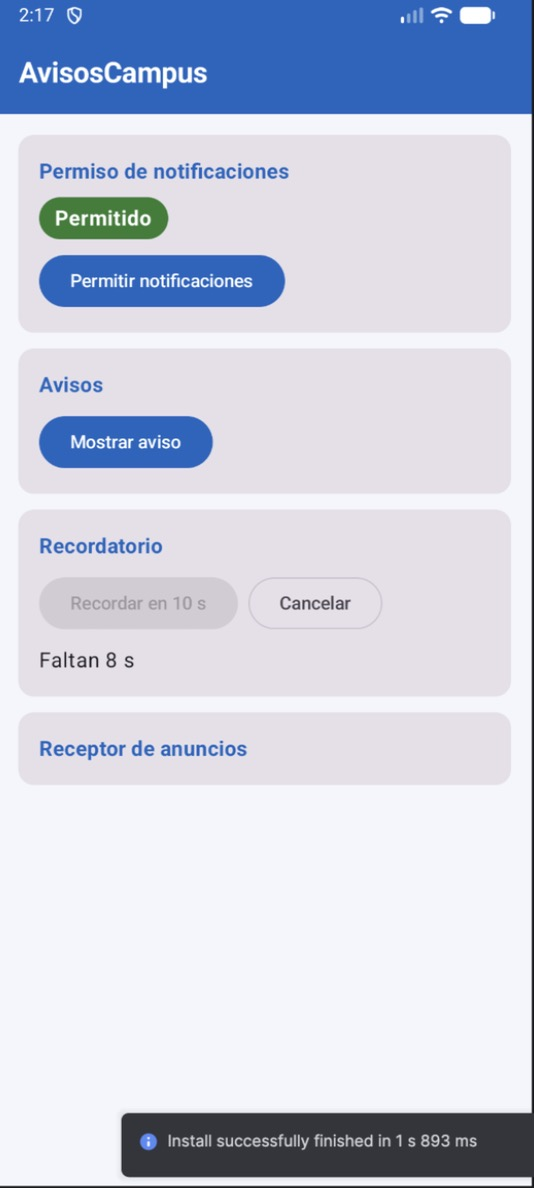 2:17
AvisosCampus
Permiso de notificaciones
Permitido
Permitir notificaciones
Avisos
Mostrar aviso
Recordatorio
Recordar en 10 s
Cancelar
Faltan 8 s
Receptor de anuncios
Install successfully finished in 1 s 893 ms